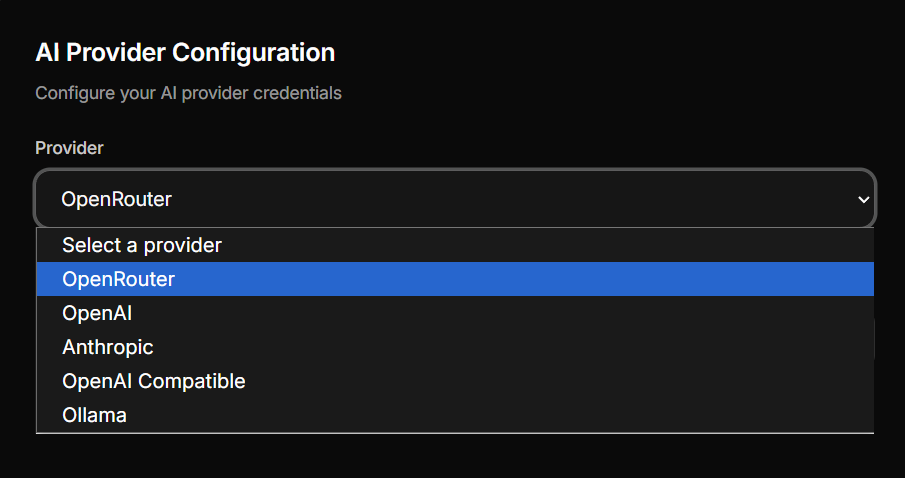 AI Provider Configuration
Configure your AI provider credentials
Provider
OpenRouter
Select a provider
OpenRouter
OpenAI
Anthropic
OpenAI Compatible
Ollama